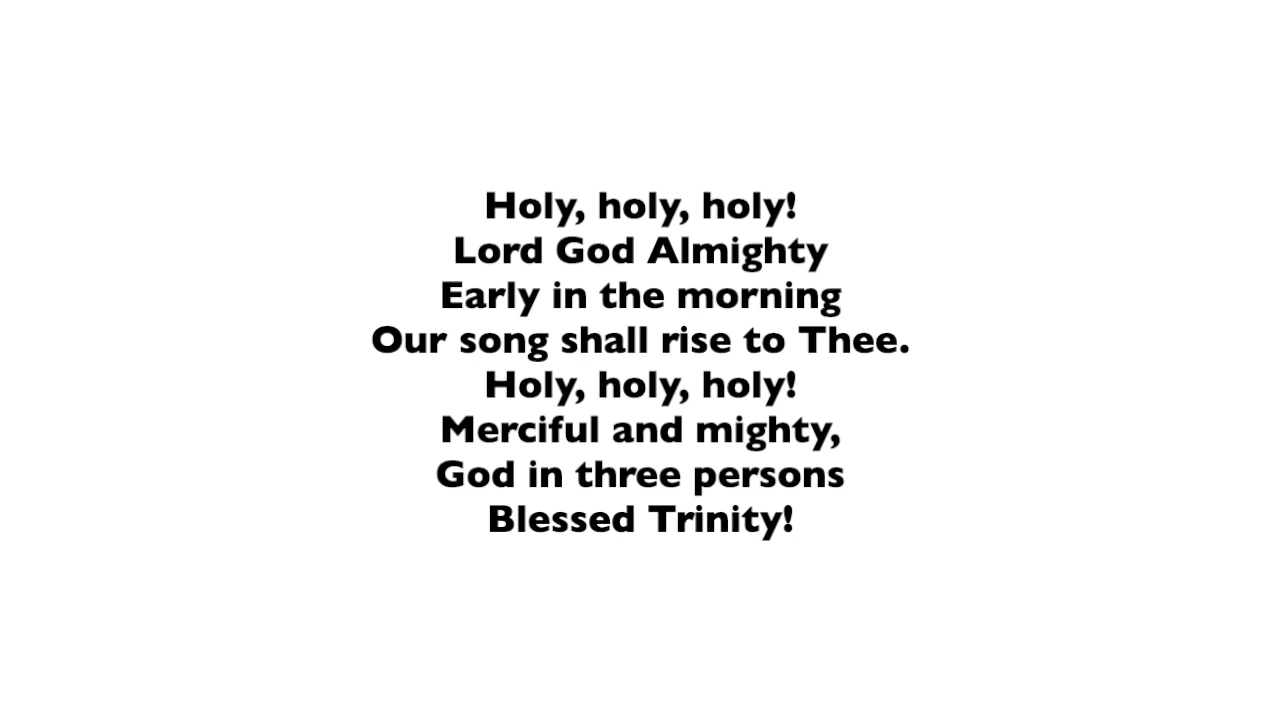 Holy, holy, holy!
Lord God Almighty
Early in the morning
Our song shall rise to Thee.
Holy, holy, holy!
Merciful and mighty,
God in three persons
Blessed Trinity!